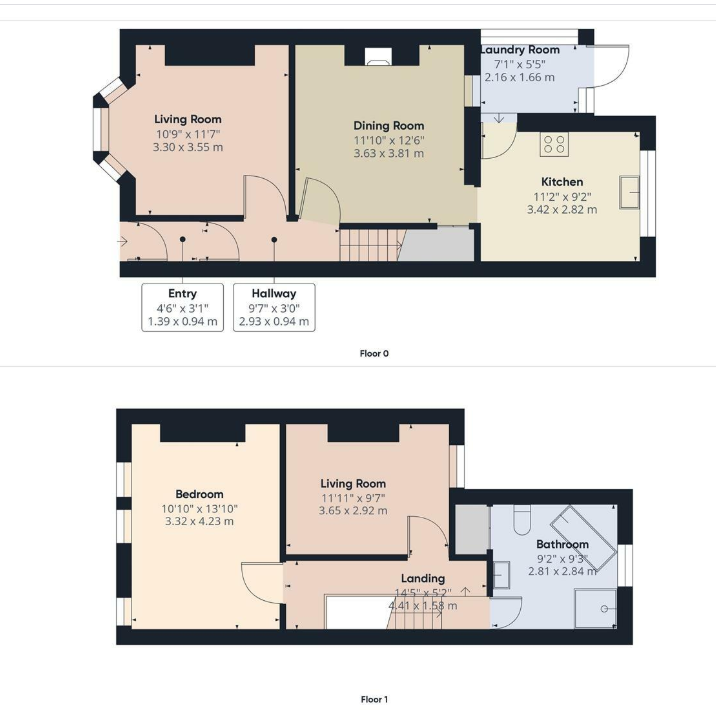 Laundry Room
7'1" x 5'5"
2.16 x 1.66 m
Living Room
10'9" x 11'7"
3.30 x 3.55 m
Dining Room
11'10" x 12'6"
3.63 x 3.81 m
Kitchen
11'2" x 9'2"
3.42 x 2.82 m
Entry
4'6" x 3'1"
1.39 x 0.94 m
Hallway
9'7" x 3'0"
2.93 x 0.94 m
Floor 0
Bedroom
10'10" x 13'10"
3.32 x 4.23 m
Living Room
11'11" x 9'7"
3.65 x 2.92 m
Bathroom
9'2" x 9'3"
2.81 x 2.84 m
Landing
14'5" x 5'2"
4.41 x 1.58 m
Floor 1